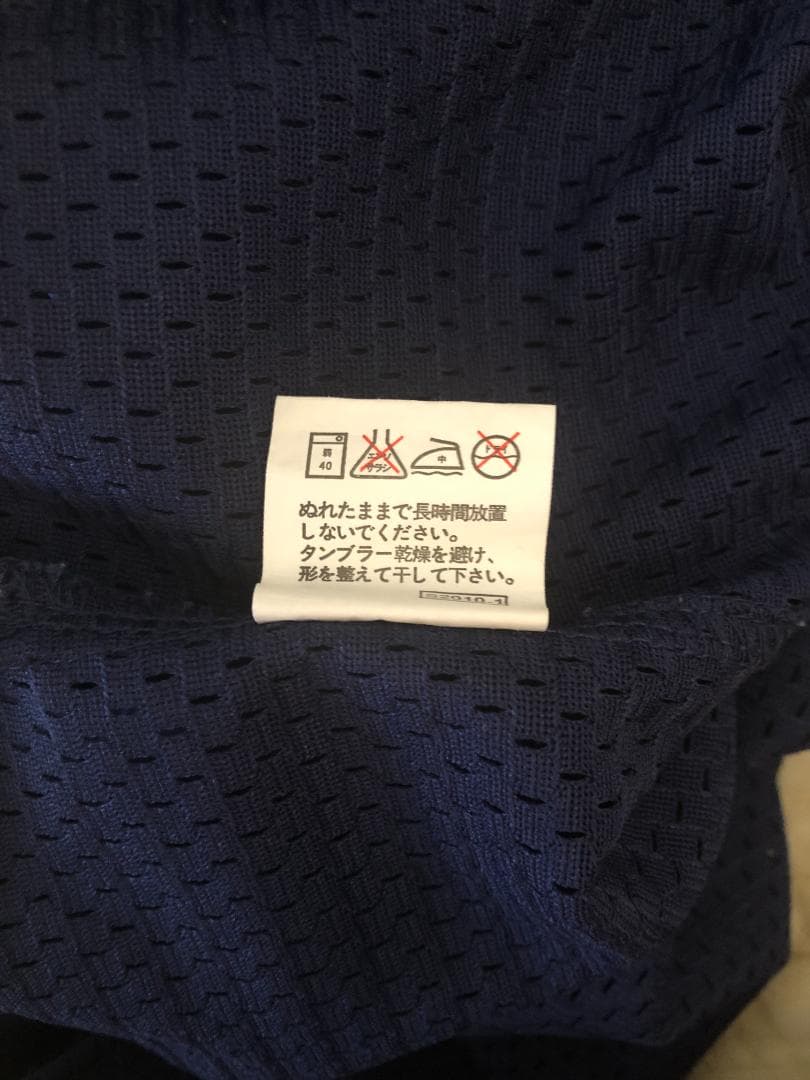 弱
40
エンソ
サラシ
中
ドライ
ぬれたままで長時間放置
しないでください。
タンブラー乾燥を避け、
形を整えて干して下さい。